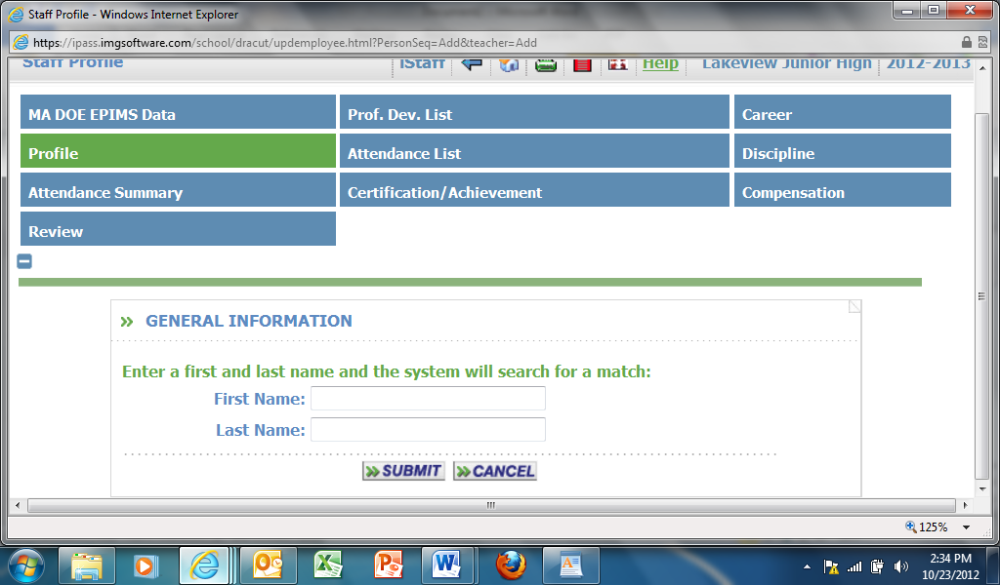 Staff Profile - Windows Internet Explorer
https://ipass.imgsoftware.com/school/dracut/updemployee.html?PersonSeq=Add&teacher=Add
Staff Profile iStaff Help Lakeview Junior High 2012-2013
MA DOE EPIMS Data Prof. Dev. List Career
Profile Attendance List Discipline
Attendance Summary Certification/Achievement Compensation
Review
GENERAL INFORMATION
Enter a first and last name and the system will search for a match:
First Name:
Last Name:
SUBMIT CANCEL
125%
2:34 PM
10/23/2012